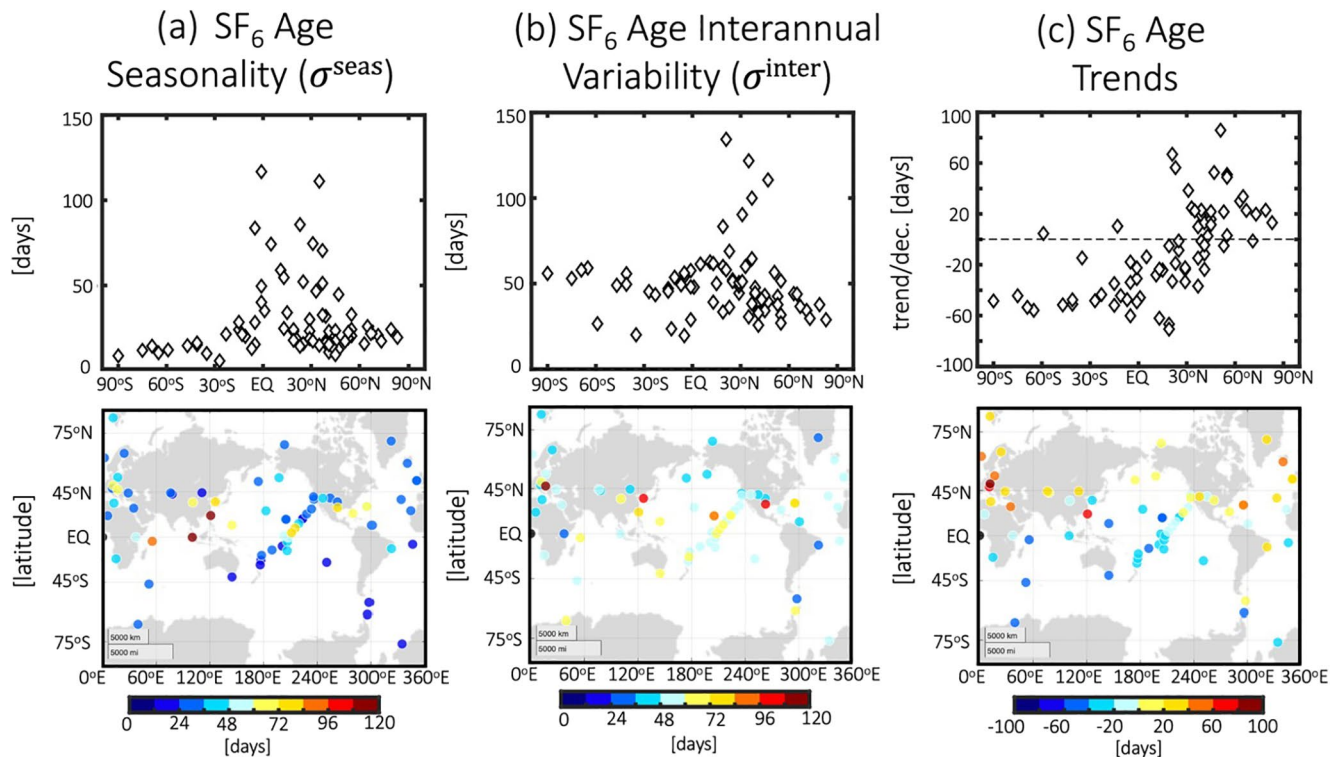 (a) SF6 Age
Seasonality (σseas)
(b) SF6 Age Interannual
Variability (σinter)
(c) SF6 Age
Trends
150
100
50
0
[days]
90°S 60°S 30°S EQ 30°N 60°N 90°N
150
100
50
0
[days]
90°S 60°S 30°S EQ 30°N 60°N 90°N
100
60
20
-20
-60
-100
trend/dec. [days]
90°S 60°S 30°S EQ 30°N 60°N 90°N
75°N
45°N
EQ
45°S
75°S
[latitude]
5000 km
5000 mi
0°E 60°E 120°E 180°E 240°E 300°E 360°E
0 24 48 72 96 120
[days]
75°N
45°N
EQ
45°S
75°S
[latitude]
5000 km
5000 mi
0°E 60°E 120°E 180°E 240°E 300°E 360°E
0 24 48 72 96 120
[days]
75°N
45°N
EQ
45°S
75°S
[latitude]
5000 km
5000 mi
0°E 60°E 120°E 180°E 240°E 300°E 360°E
-100 -60 -20 20 60 100
[days]